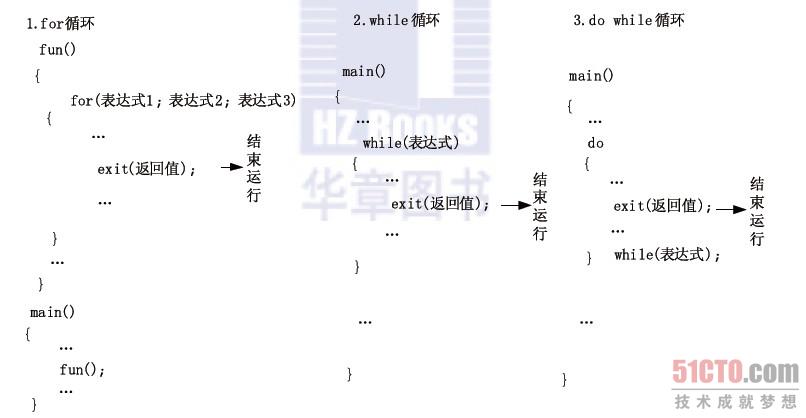 1.for循环
fun()
{
for(表达式1; 表达式2; 表达式3)
{
…
exit(返回值);
结束运行
…
}
…
}
main()
{
…
fun();
…
}
2.while循环
main()
{
…
while(表达式)
{
…
exit(返回值);
结束运行
…
}
…
}
3.do while循环
main()
{
…
do
{
…
exit(返回值);
结束运行
…
} while(表达式);
…
}
HZ Books
华章图书
51CTO.com
技术成就梦想